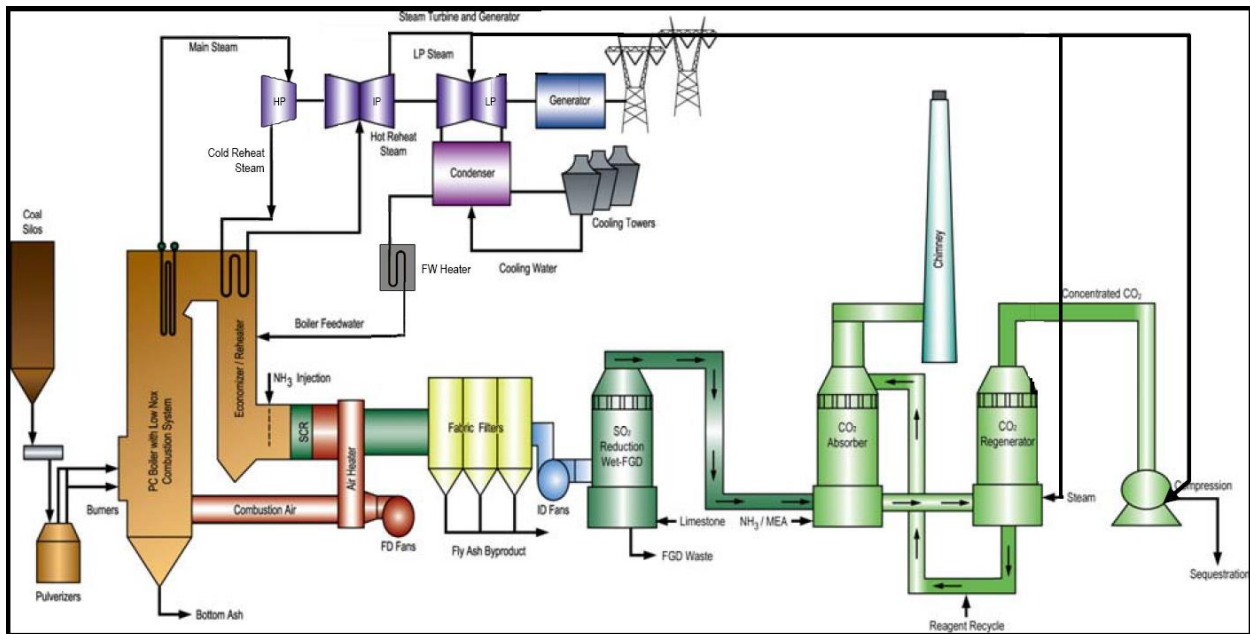 Steam Turbine and Generator
Main Steam
LP Steam
HP
IP
LP
Generator
Hot Reheat
Steam
Cold Reheat
Steam
Condenser
Cooling Towers
Coal
Silos
FW Heater
Cooling Water
Chimney
Concentrated CO₂
Boiler Feedwater
Economizer / Reheater
NH₃ Injection
PC Boiler with Low Nox
Combustion System
SCR
Air Heater
Fabric Filters
SO₂
Reduction
Wet-FGD
CO₂
Absorber
CO₂
Regenerator
Compression
Steam
Burners
Combustion Air
ID Fans
Limestone
NH₃ / MEA
FD Fans
Fly Ash Byproduct
FGD Waste
Sequestration
Pulverizers
Bottom Ash
Reagent Recycle